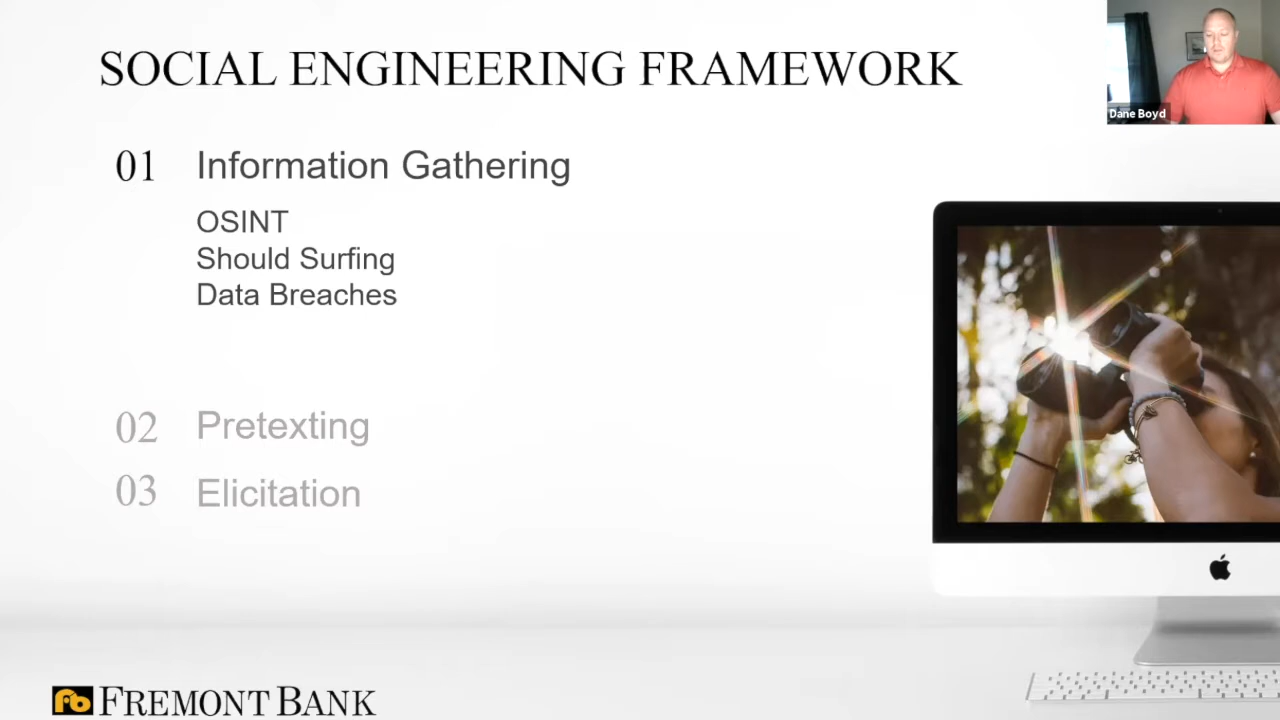 SOCIAL ENGINEERING FRAMEWORK
Dane Boyd
01 Information Gathering
OSINT
Should Surfing
Data Breaches
02 Pretexting
03 Elicitation
fb FREMONT BANK